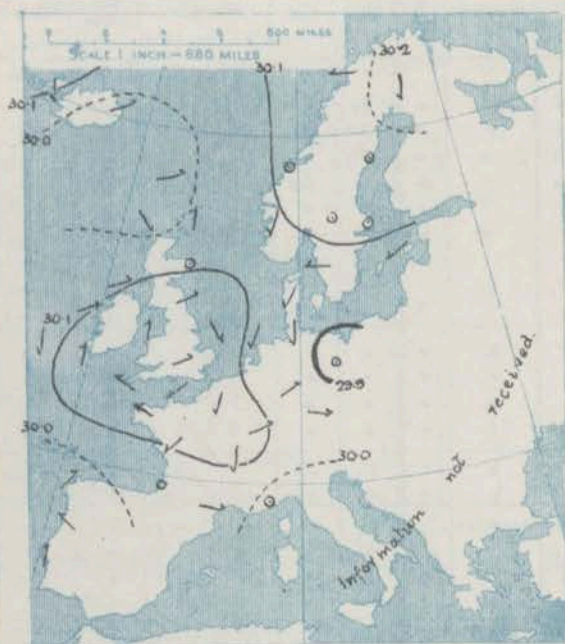 500 MILES
SCALE 1 INCH = 680 MILES
30·1
30·2
30·1
30·0
30·1
30·0
29·9
30·0
Information not received.